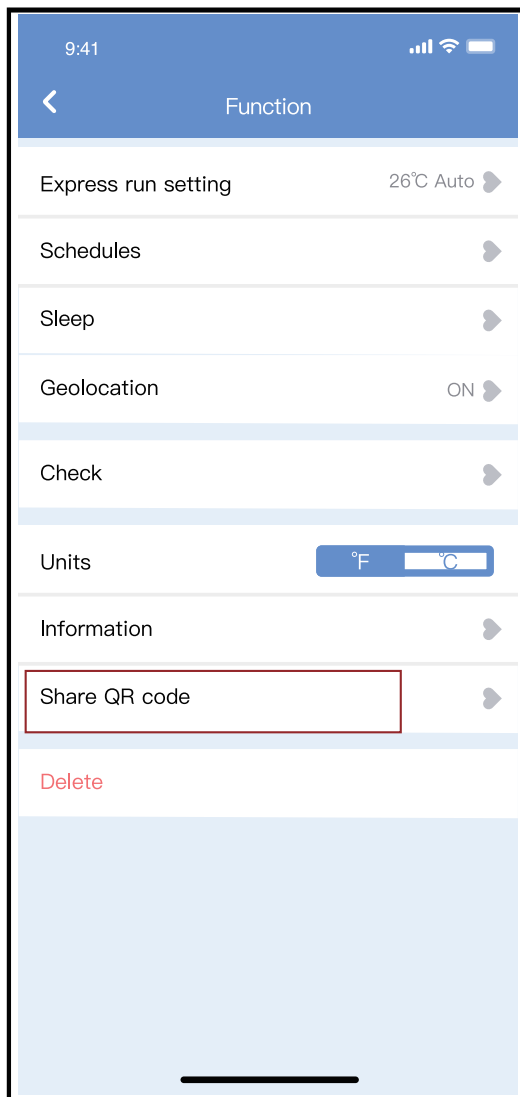 9:41
Function
Express run setting 26℃ Auto
Schedules
Sleep
Geolocation ON
Check
Units °F ℃
Information
Share QR code
Delete